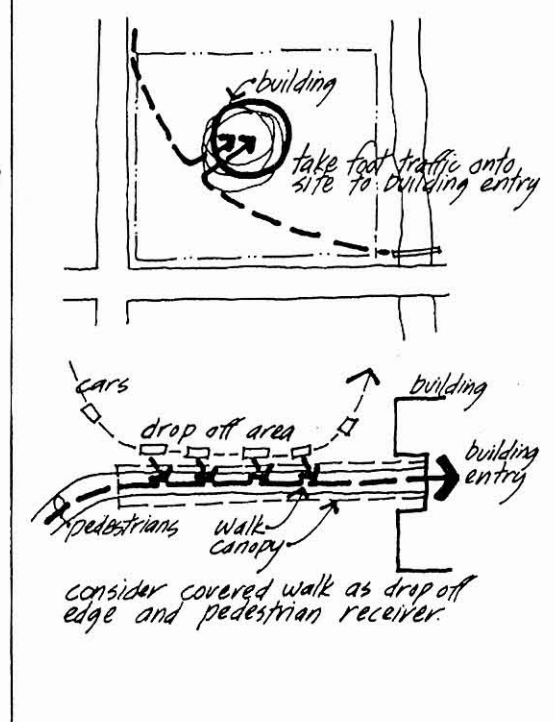 building
take foot traffic onto
site to building entry
cars
building
drop off area
building
entry
pedestrians
walk
canopy
consider covered walk as drop off
edge and pedestrian receiver.